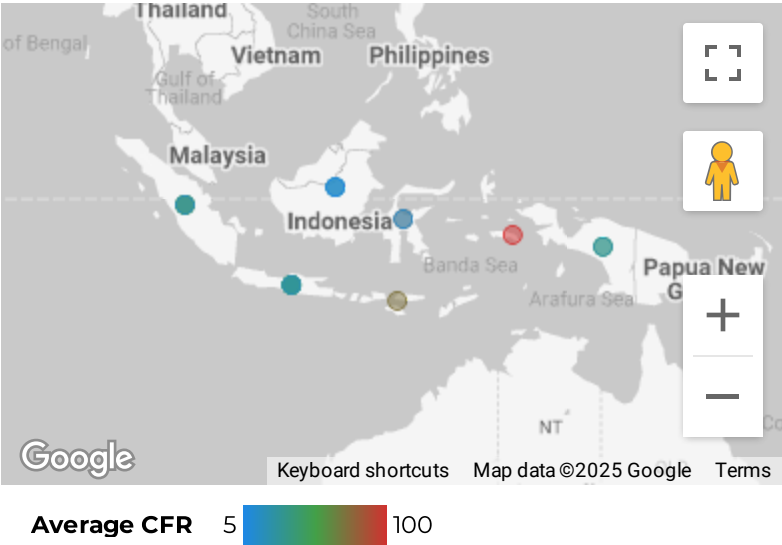 Thailand
South
China Sea
of Bengal
Vietnam
Philippines
Gulf of
Thailand
Malaysia
Indonesia
Banda Sea
Papua New
G
Arafura Sea
NT
Co
Google
Keyboard shortcuts
Map data ©2025 Google
Terms
Average CFR 5 100